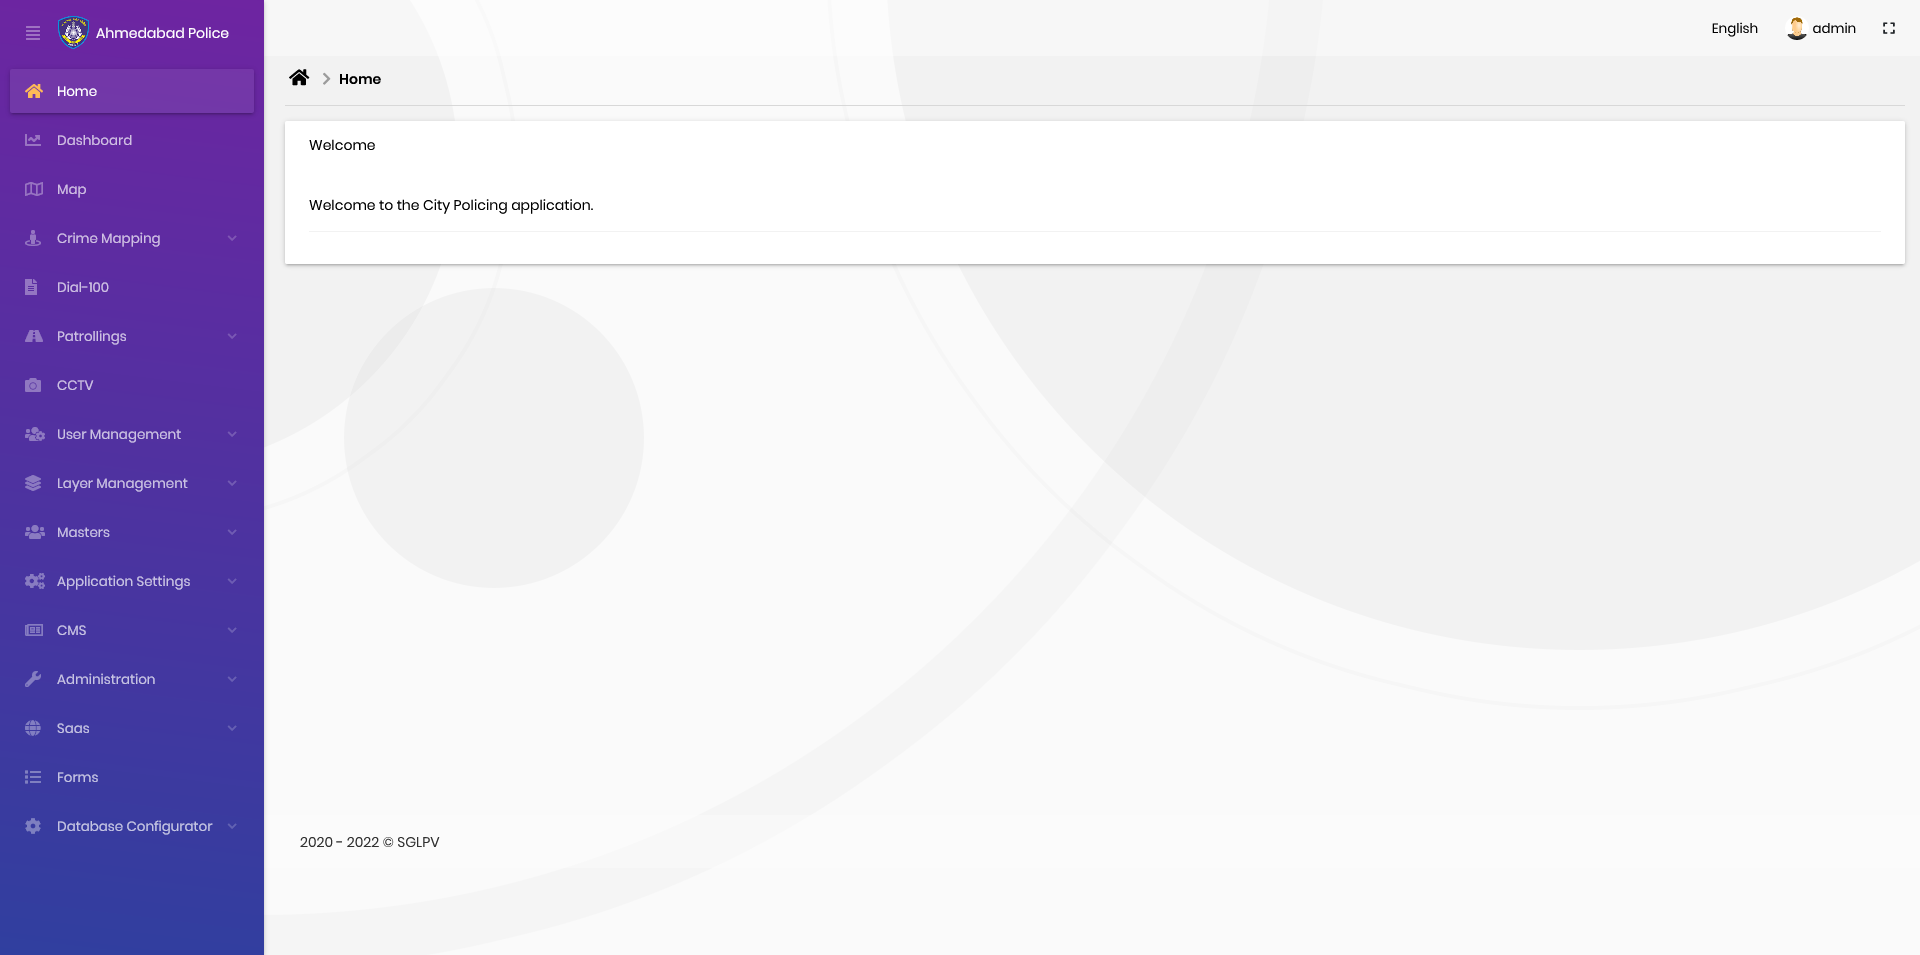 Ahmedabad Police
Home
Dashboard
Map
Crime Mapping
Dial-100
Patrollings
CCTV
User Management
Layer Management
Masters
Application Settings
CMS
Administration
Saas
Forms
Database Configurator
English
admin
Home
Welcome
Welcome to the City Policing application.
2020 - 2022 © SGLPV